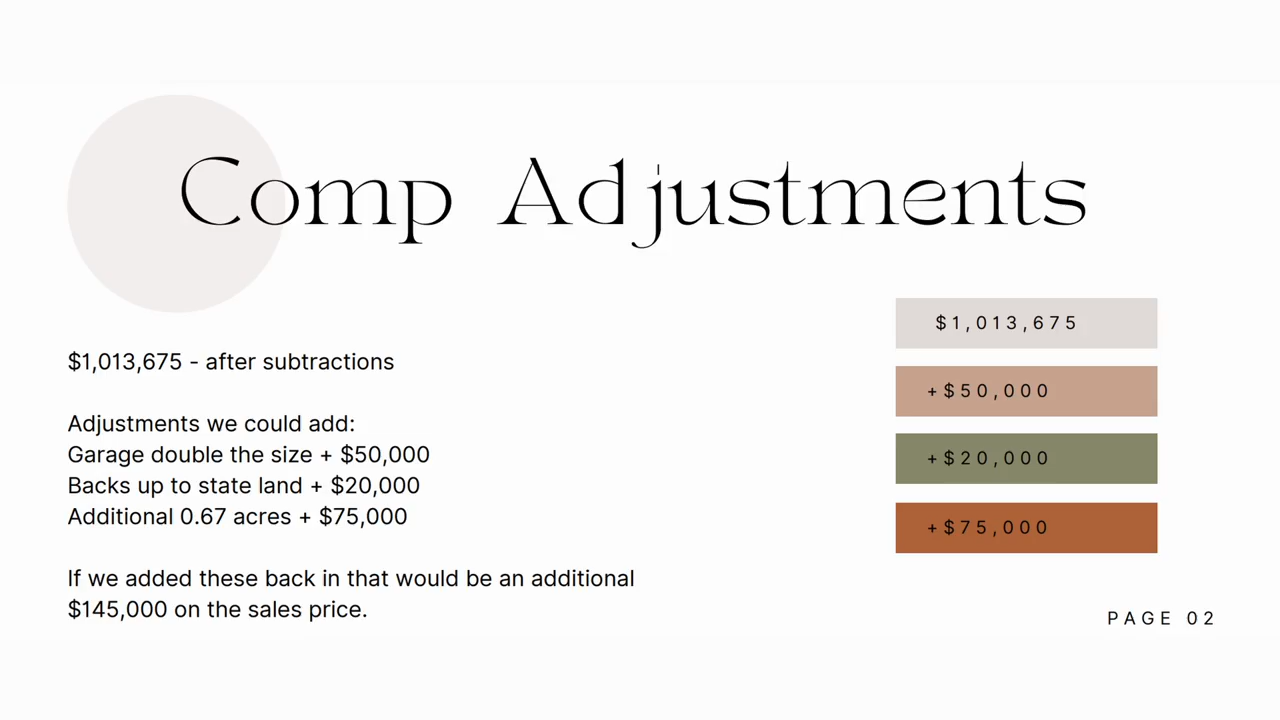 Comp Adjustments
$1,013,675 - after subtractions
Adjustments we could add:
Garage double the size + $50,000
Backs up to state land + $20,000
Additional 0.67 acres + $75,000
If we added these back in that would be an additional
$145,000 on the sales price.
$1,013,675
+$50,000
+$20,000
+$75,000
PAGE 02